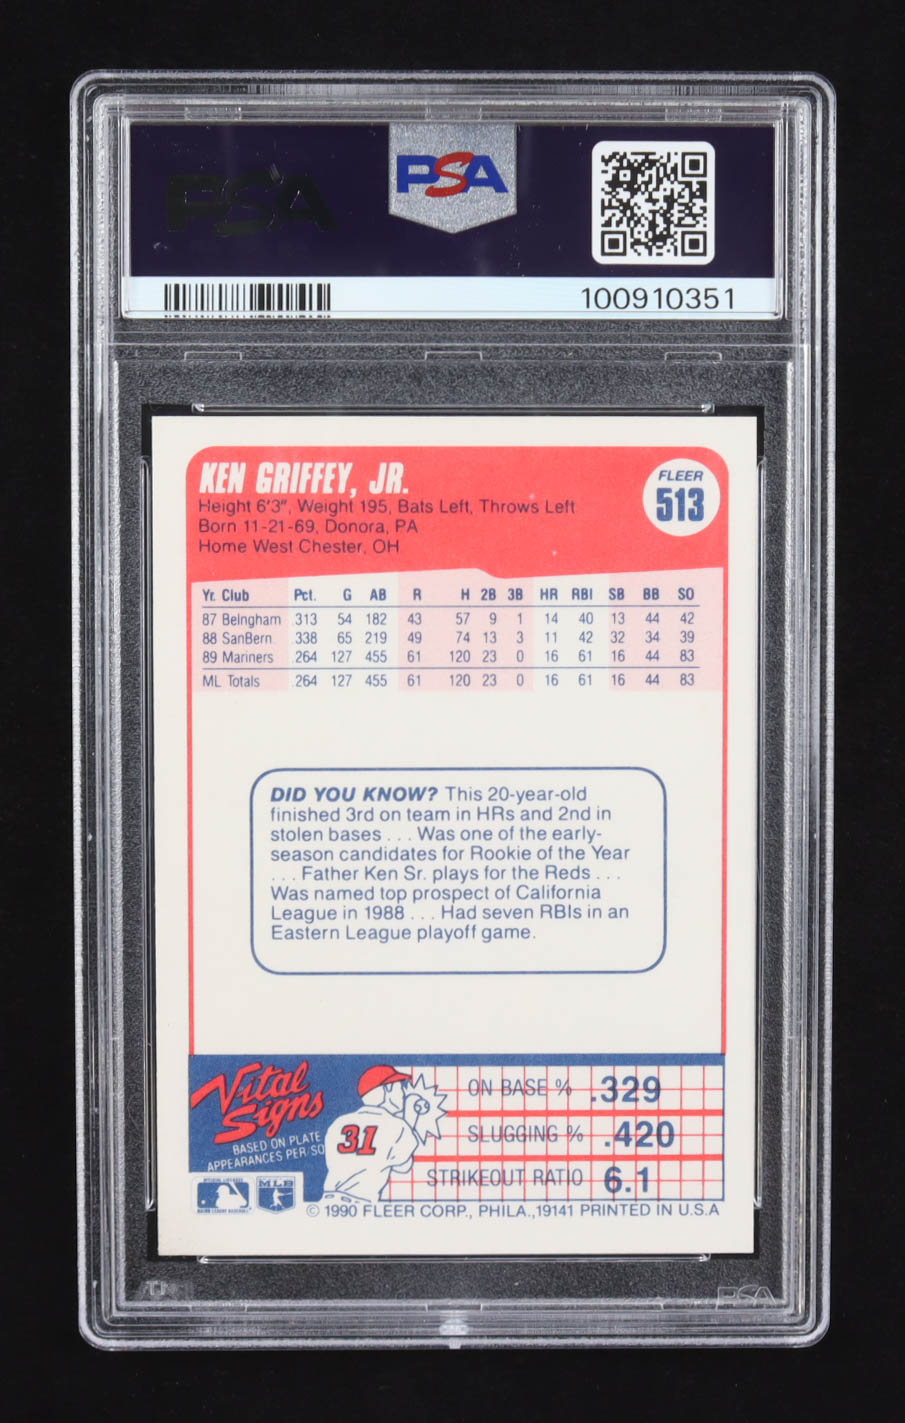 PSA
PSA
100910351
KEN GRIFFEY, JR.
FLEER
513
Height 6'3", Weight 195, Bats Left, Throws Left
Born 11-21-69, Donora, PA
Home West Chester, OH
Yr. Club Pct. G AB R H 2B 3B HR RBI SB BB SO
87 Belngham .313 54 182 43 57 9 1 14 40 13 44 42
88 SanBern .338 65 219 49 74 13 3 11 42 32 34 39
89 Mariners .264 127 455 61 120 23 0 16 61 16 44 83
ML Totals .264 127 455 61 120 23 0 16 61 16 44 83
DID YOU KNOW? This 20-year-old
finished 3rd on team in HRs and 2nd in
stolen bases . . . Was one of the early-
season candidates for Rookie of the Year
. . . Father Ken Sr. plays for the Reds . . .
Was named top prospect of California
League in 1988 . . . Had seven RBIs in an
Eastern League playoff game.
Vital
Signs
BASED ON PLATE
APPEARANCES PER/SO
31
ON BASE % .329
SLUGGING % .420
STRIKEOUT RATIO 6.1
MLB
© 1990 FLEER CORP., PHILA., 19141 PRINTED IN U.S.A
PSA